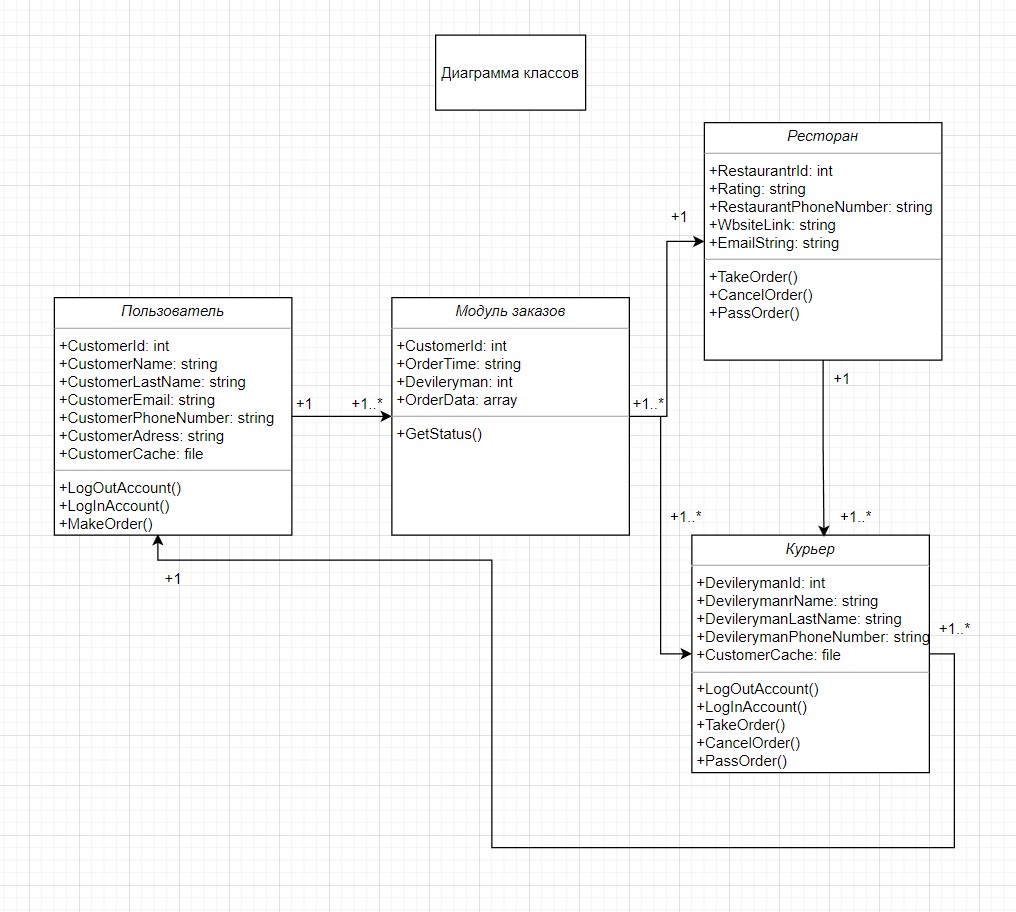 Диаграмма классов
Ресторан
+RestaurantrId: int
+Rating: string
+RestaurantPhoneNumber: string
+WbsiteLink: string
+EmailString: string
+TakeOrder()
+CancelOrder()
+PassOrder()
+1
Пользователь
+CustomerId: int
+CustomerName: string
+CustomerLastName: string
+CustomerEmail: string
+CustomerPhoneNumber: string
+CustomerAdress: string
+CustomerCache: file
+LogOutAccount()
+LogInAccount()
+MakeOrder()
+1
+1..*
Модуль заказов
+CustomerId: int
+OrderTime: string
+Devileryman: int
+OrderData: array
+GetStatus()
+1..*
+1
+1..*
+1..*
Курьер
+DevilerymanId: int
+DevilerymanrName: string
+DevilerymanLastName: string
+DevilerymanPhoneNumber: string
+CustomerCache: file
+LogOutAccount()
+LogInAccount()
+TakeOrder()
+CancelOrder()
+PassOrder()
+1..*
+1